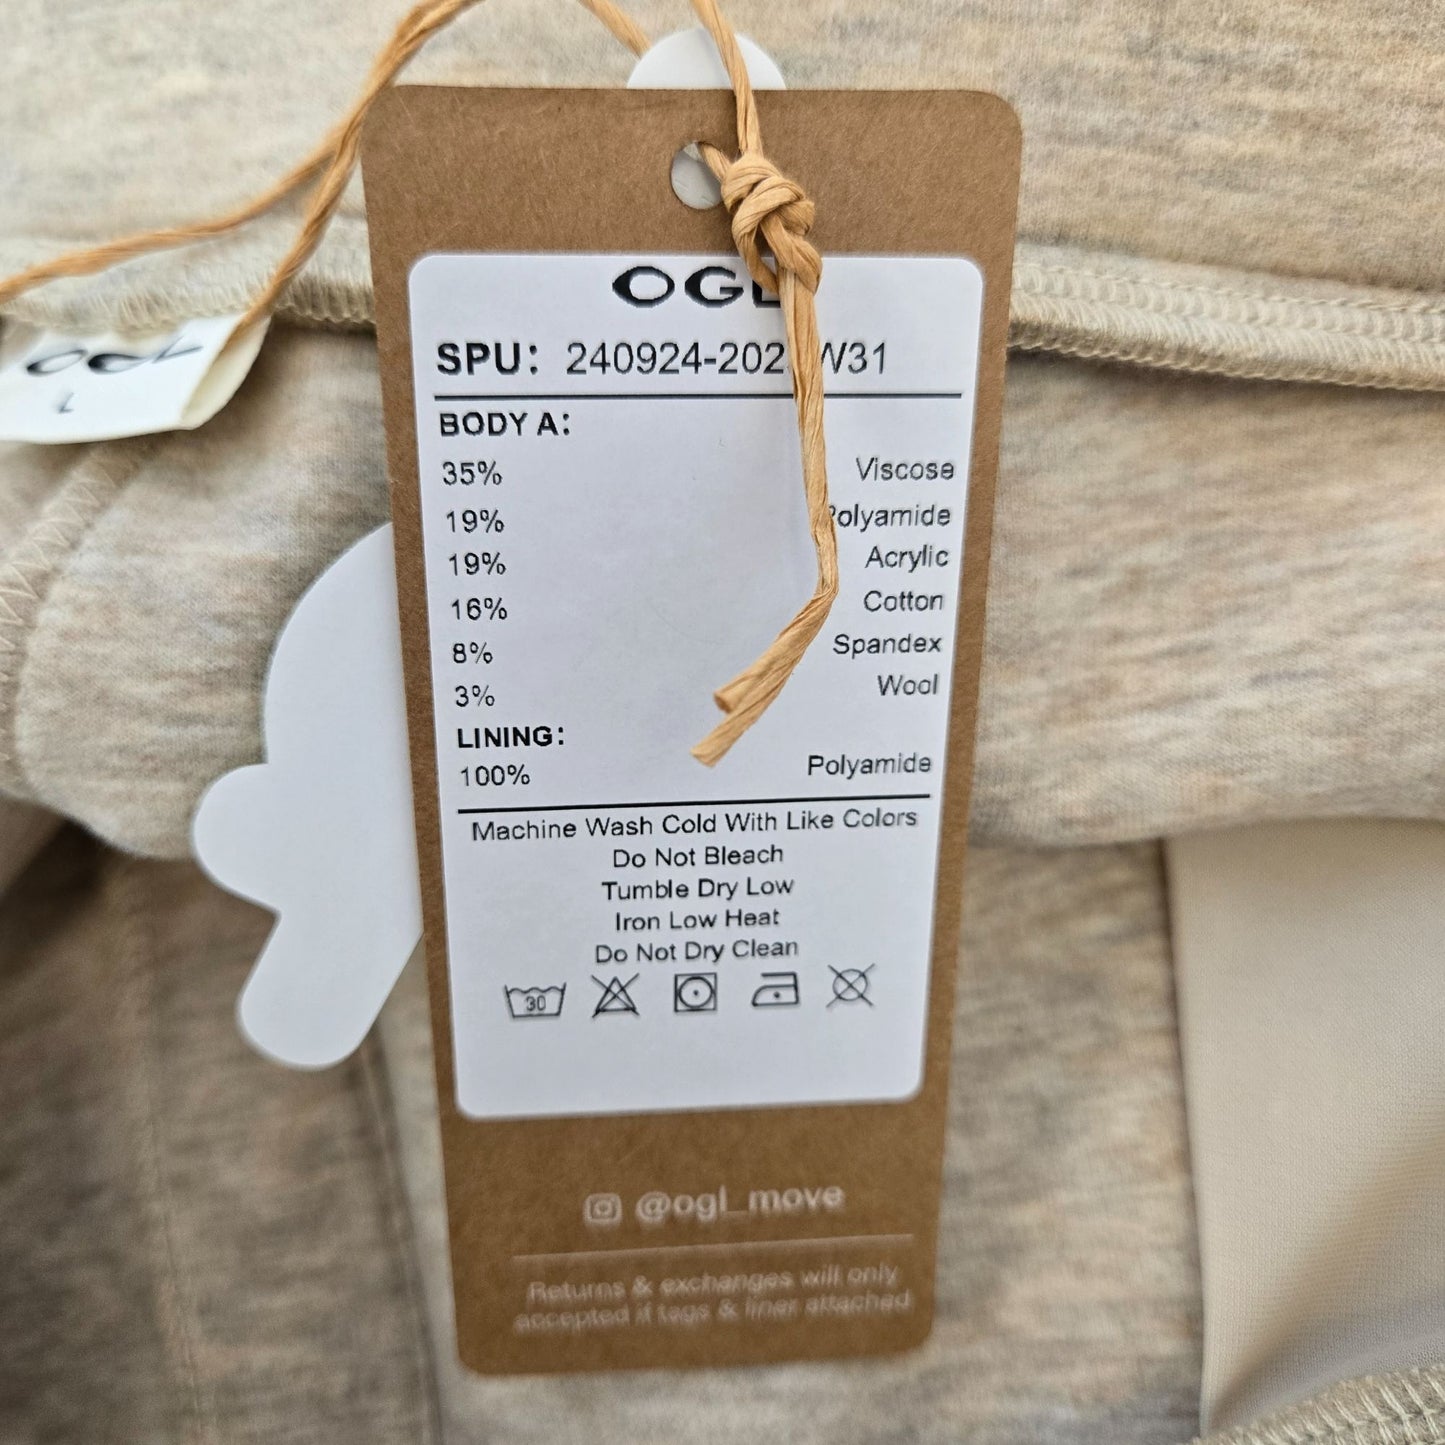 OGL
SPU: 240924-202 W31
BODY A:
35% Viscose
19% Polyamide
19% Acrylic
16% Cotton
8% Spandex
3% Wool
LINING:
100% Polyamide
Machine Wash Cold With Like Colors
Do Not Bleach
Tumble Dry Low
Iron Low Heat
Do Not Dry Clean
30
@ogl_move
Returns & exchanges will only
accepted if tags & liner attached
OGL
L